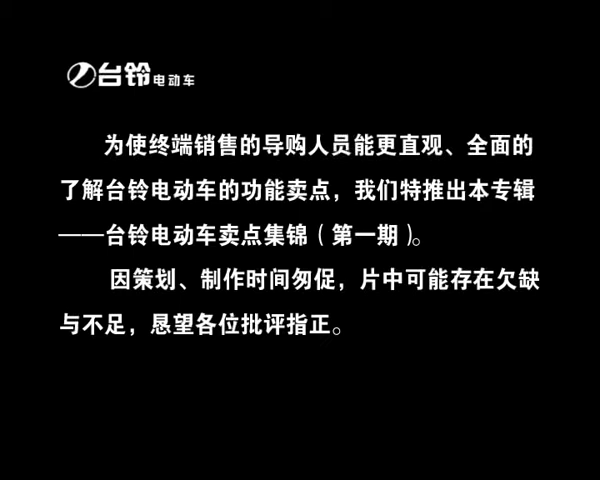 台铃电动车
为使终端销售的导购人员能更直观、全面的
了解台铃电动车的功能卖点，我们特推出本专辑
——台铃电动车卖点集锦（第一期）。
因策划、制作时间匆促，片中可能存在欠缺
与不足，恳望各位批评指正。